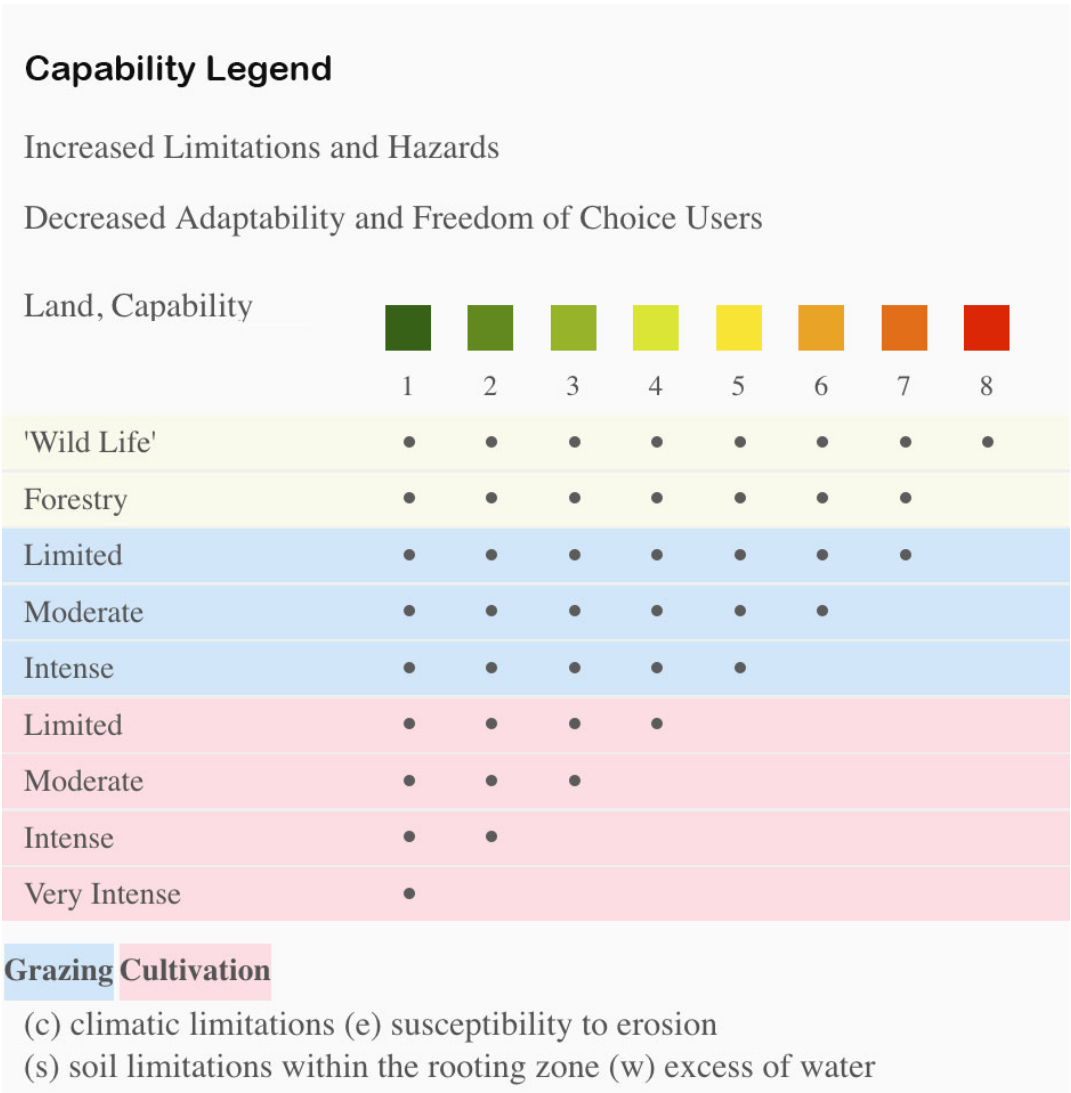 Capability Legend
Increased Limitations and Hazards
Decreased Adaptability and Freedom of Choice Users
Land, Capability
1 2 3 4 5 6 7 8
'Wild Life' • • • • • • • •
Forestry • • • • • • •
Limited • • • • • • •
Moderate • • • • • •
Intense • • • • •
Limited • • • •
Moderate • • •
Intense • •
Very Intense •
Grazing Cultivation
(c) climatic limitations (e) susceptibility to erosion
(s) soil limitations within the rooting zone (w) excess of water